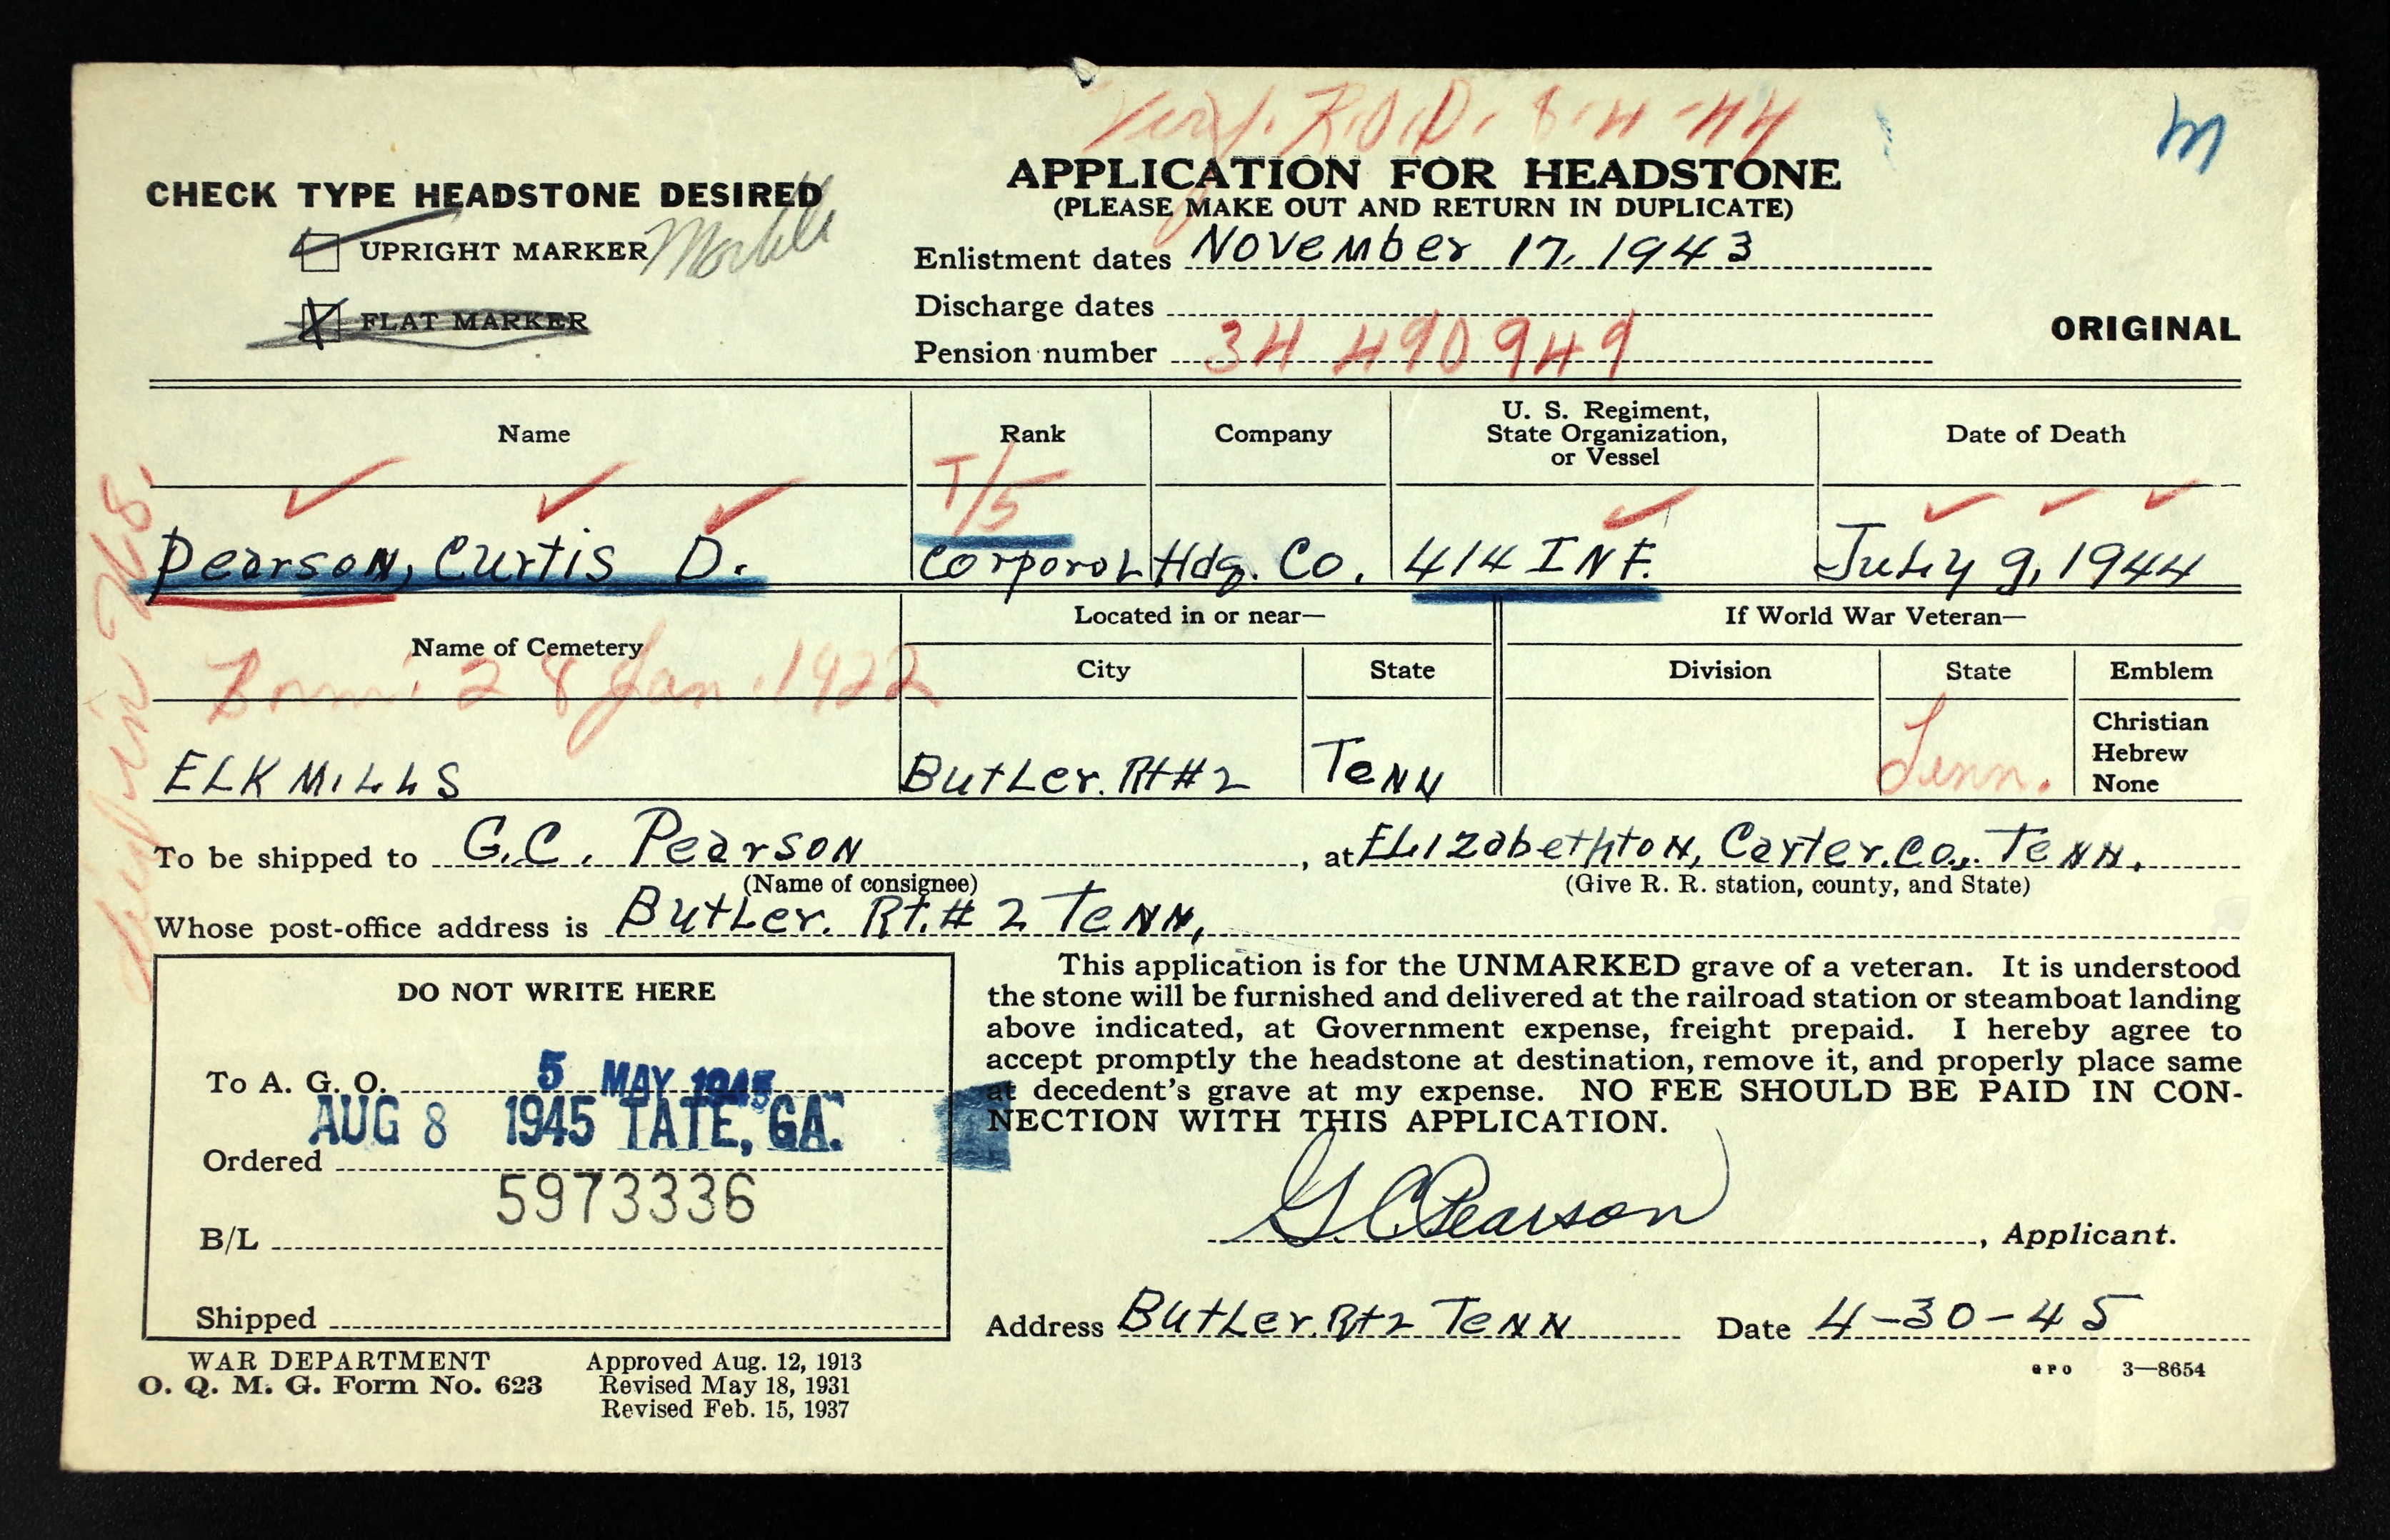 R.O.D. 8-4-44
M
CHECK TYPE HEADSTONE DESIRED
UPRIGHT MARKER
FLAT MARKER
APPLICATION FOR HEADSTONE
(PLEASE MAKE OUT AND RETURN IN DUPLICATE)
Enlistment dates November 17, 1943
Discharge dates
Pension number 34 490 949
ORIGINAL
Name Rank Company U. S. Regiment, State Organization, or Vessel Date of Death
T/5
Pearson, Curtis D. Corporal Hdq. Co. 414 INF. July 9, 1944
Name of Cemetery Located in or near— If World War Veteran—
City State Division State Emblem
Born: 28 Jan. 1922
ELK MILLS Butler. Rt#2 Tenn Tenn. Christian
Hebrew
None
To be shipped to G.C. Pearson, at Elizabethton, Carter. Co., Tenn.
(Name of consignee) (Give R. R. station, county, and State)
Whose post-office address is Butler. Rt.#2 Tenn,
DO NOT WRITE HERE
To A. G. O. 5 MAY 1945
AUG 8 1945 TATE, GA.
Ordered
5973336
B/L
Shipped
This application is for the UNMARKED grave of a veteran. It is understood
the stone will be furnished and delivered at the railroad station or steamboat landing
above indicated, at Government expense, freight prepaid. I hereby agree to
accept promptly the headstone at destination, remove it, and properly place same
at decedent's grave at my expense. NO FEE SHOULD BE PAID IN CON-
NECTION WITH THIS APPLICATION.
G. C. Pearson, Applicant.
Address Butler. Rt 2 Tenn Date 4-30-45
WAR DEPARTMENT
O. Q. M. G. Form No. 623
Approved Aug. 12, 1913
Revised May 18, 1931
Revised Feb. 15, 1937
GPO 3—8654